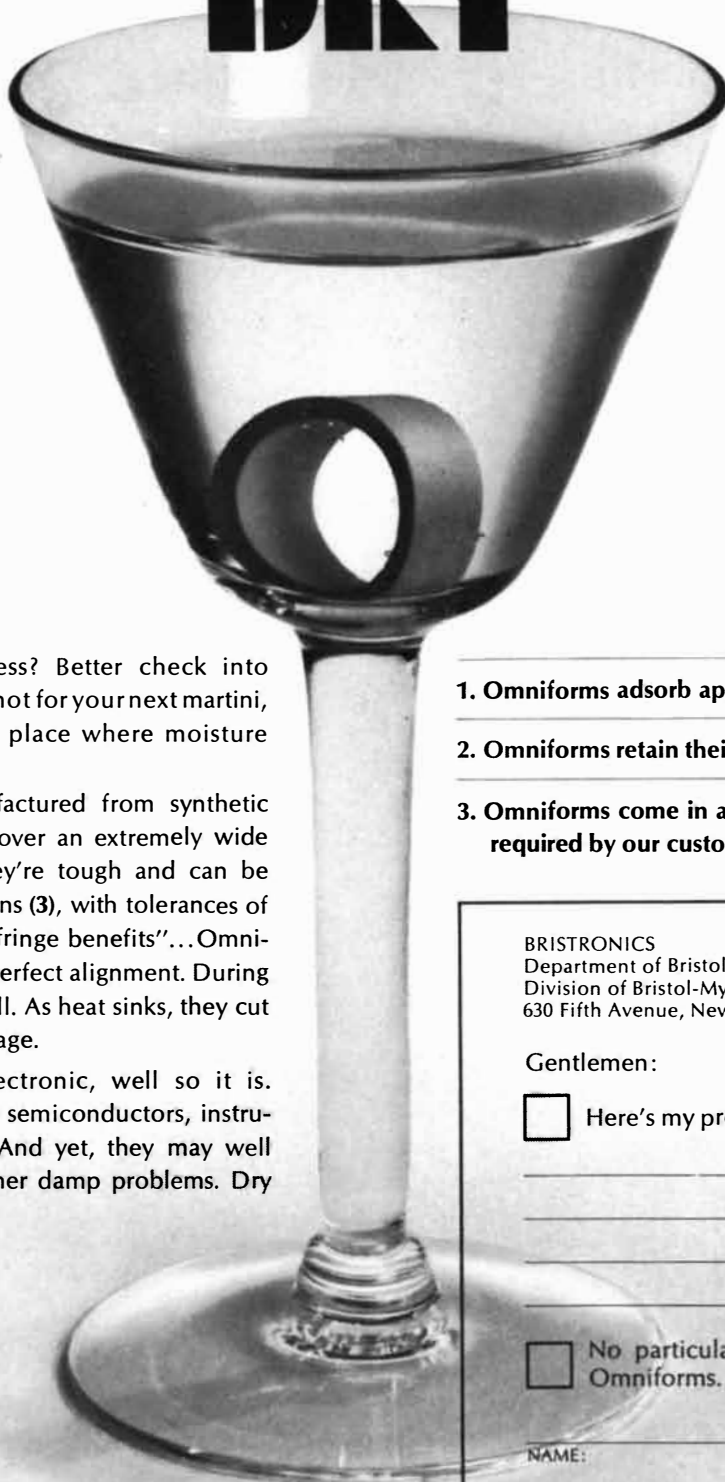 DRY
ess? Better check into
not for your next martini,
place where moisture
factured from synthetic
over an extremely wide
ey're tough and can be
ns (3), with tolerances of
fringe benefits"...Omni-
erfect alignment. During
ll. As heat sinks, they cut
age.
ectronic, well so it is.
semiconductors, instru-
And yet, they may well
her damp problems. Dry
1. Omniforms adsorb ap
2. Omniforms retain thei
3. Omniforms come in a
required by our custo
BRISTRONICS
Department of Bristol
Division of Bristol-My
630 Fifth Avenue, Nev
Gentlemen:
Here's my pr
No particula
Omniforms.
NAME: